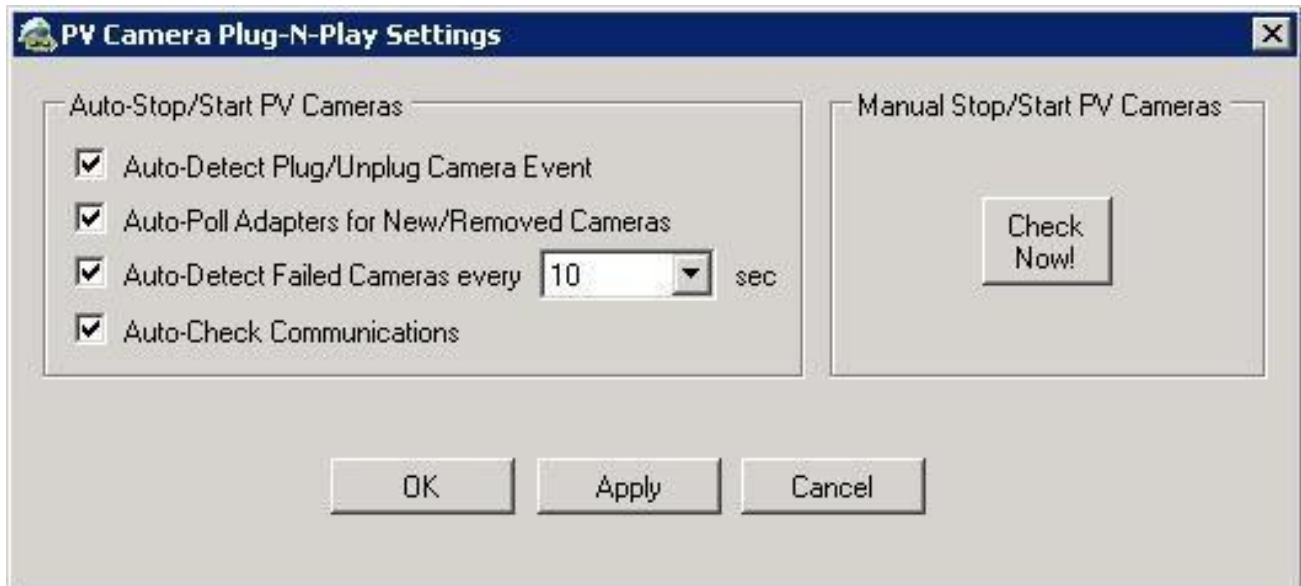 PV Camera Plug-N-Play Settings
Auto-Stop/Start PV Cameras
Auto-Detect Plug/Unplug Camera Event
Auto-Poll Adapters for New/Removed Cameras
Auto-Detect Failed Cameras every 10 sec
Auto-Check Communications
Manual Stop/Start PV Cameras
Check
Now!
OK
Apply
Cancel